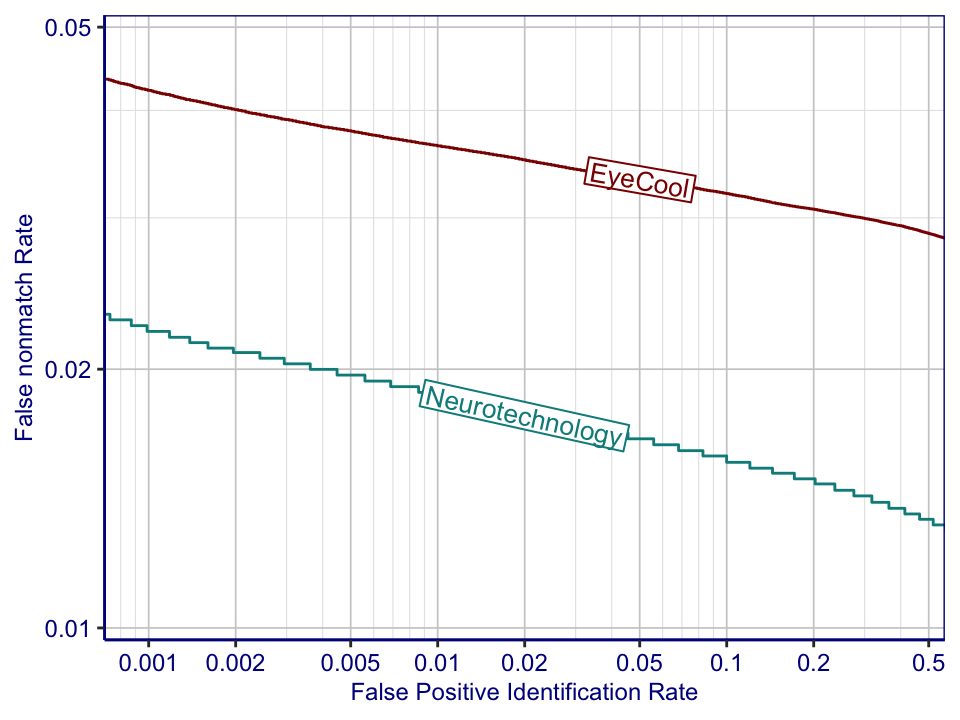 0.05
0.02
0.01
False nonmatch Rate
EyeCool
Neurotechnology
0.001 0.002 0.005 0.01 0.02 0.05 0.1 0.2 0.5
False Positive Identification Rate